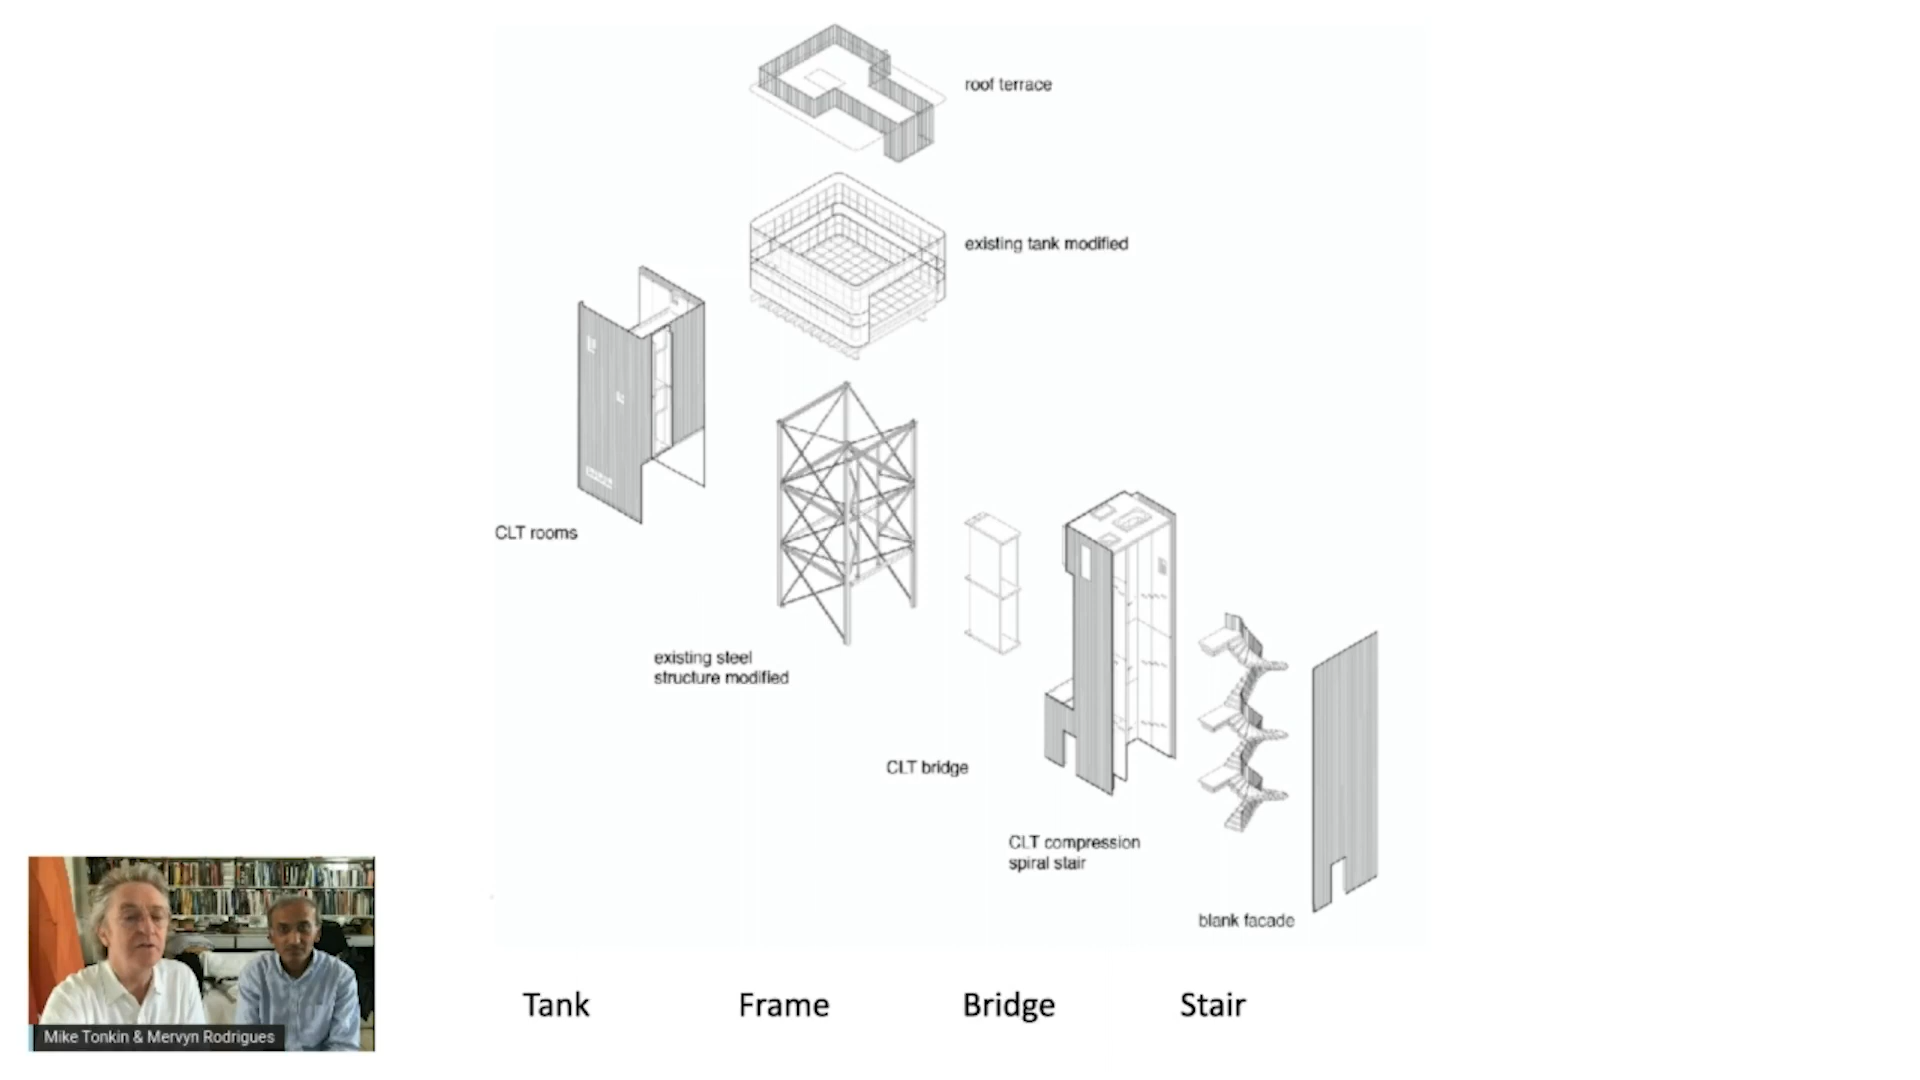 roof terrace
existing tank modified
CLT rooms
existing steel
structure modified
CLT bridge
CLT compression
spiral stair
blank facade
Tank Frame Bridge Stair
Mike Tonkin & Mervyn Rodrigues